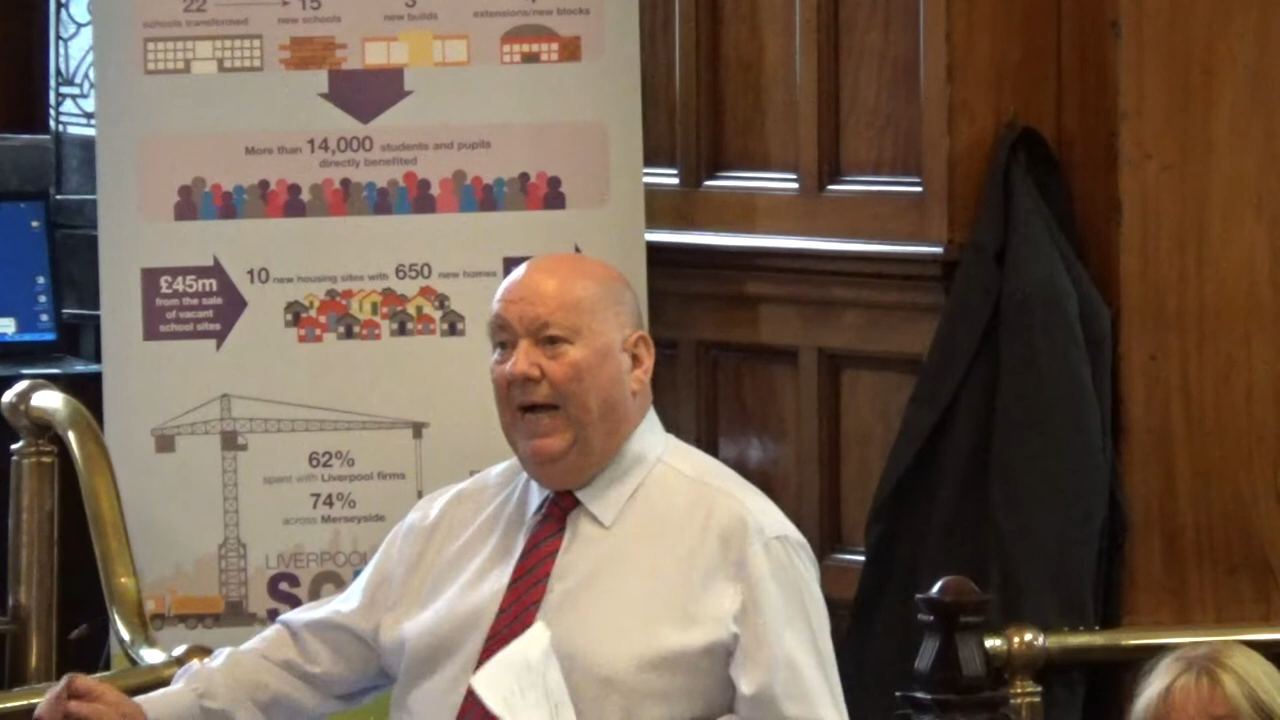 22 15
schools transformed new schools new builds extensions/new blocks
More than 14,000 students and pupils
directly benefited
£45m
from the sale
of vacant
school sites
10 new housing sites with 650 new homes
62%
spent with Liverpool firms
74%
across Merseyside
LIVERPOOL